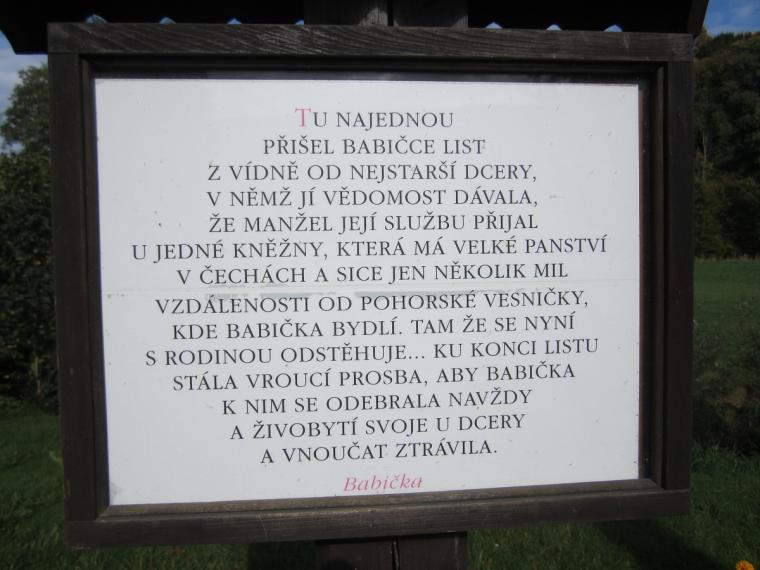 TU NAJEDNOU
PŘIŠEL BABIČCE LIST
Z VÍDNĚ OD NEJSTARŠÍ DCERY,
V NĚMŽ JÍ VĚDOMOST DÁVALA,
ŽE MANŽEL JEJÍ SLUŽBU PŘIJAL
U JEDNÉ KNĚŽNY, KTERÁ MÁ VELKÉ PANSTVÍ
V ČECHÁCH A SICE JEN NĚKOLIK MIL
VZDÁLENOSTI OD POHORSKÉ VESNIČKY,
KDE BABIČKA BYDLÍ. TAM ŽE SE NYNÍ
S RODINOU ODSTĚHUJE... KU KONCI LISTU
STÁLA VROUCÍ PROSBA, ABY BABIČKA
K NIM SE ODEBRALA NAVŽDY
A ŽIVOBYTÍ SVOJE U DCERY
A VNOUČAT ZTRÁVILA.
Babička